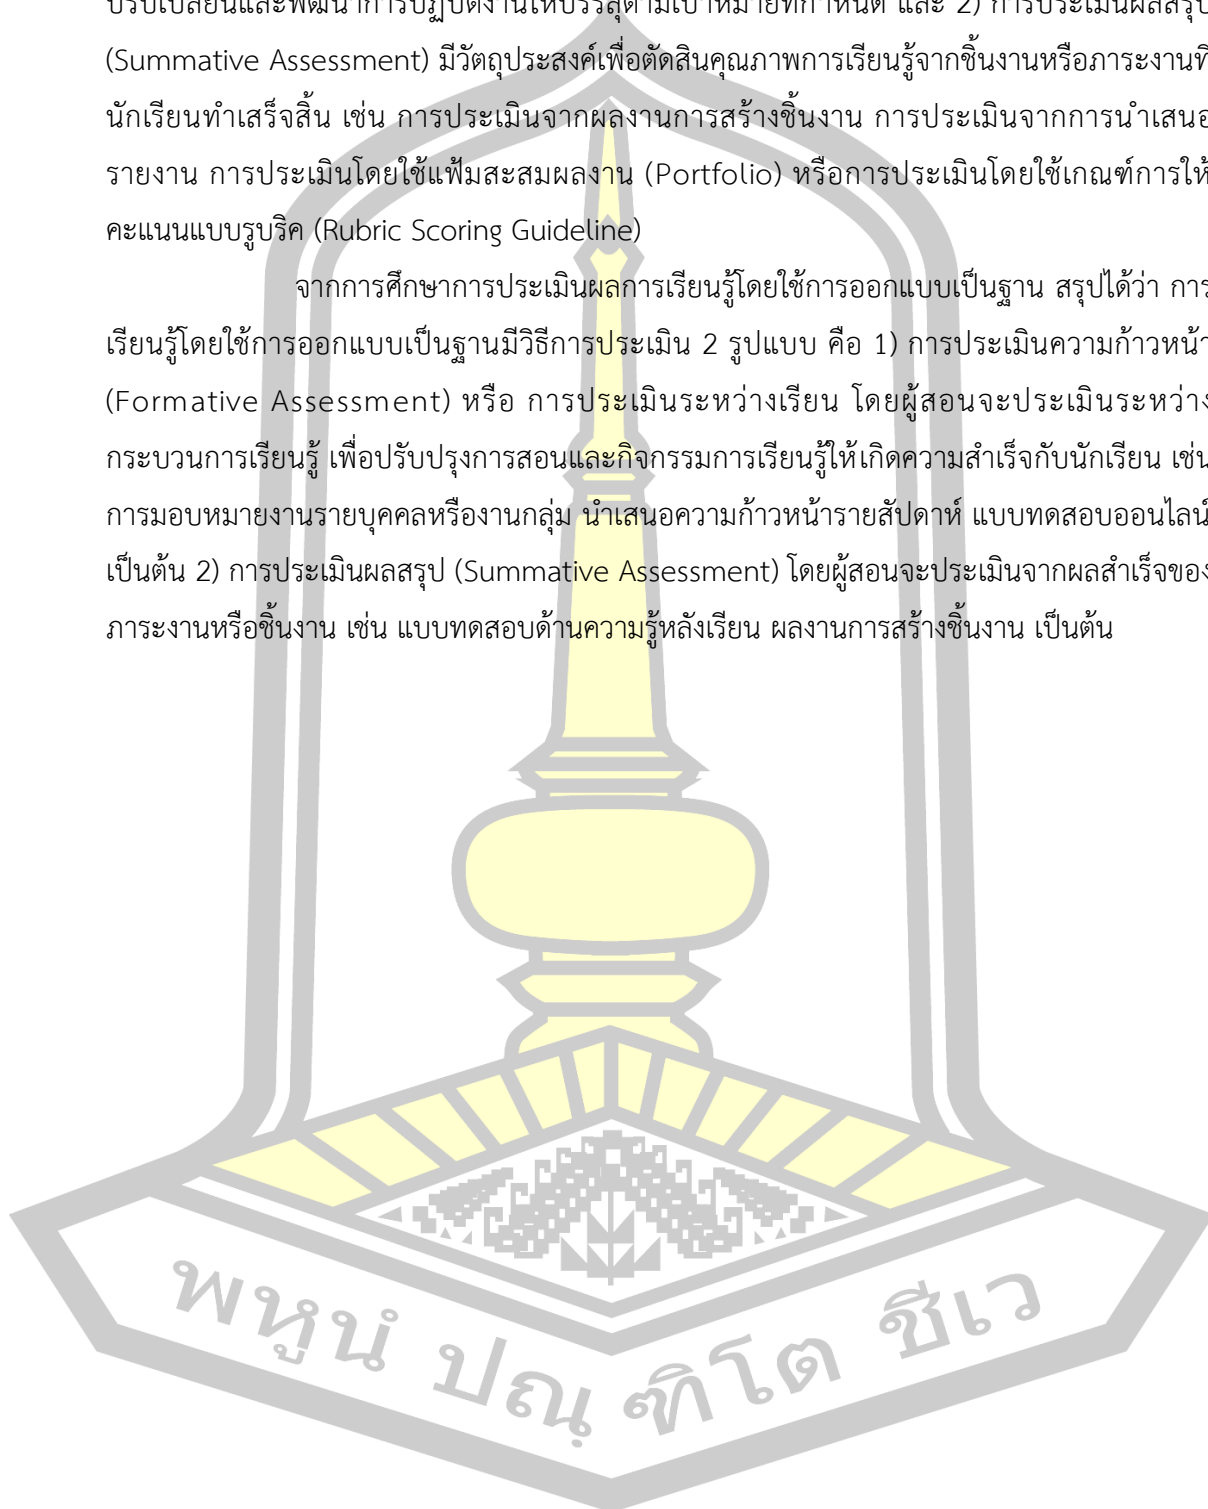 ปรับเปลี่ยนและพัฒนาการปฏิบัติงานให้บรรลุตามเป้าหมายที่กำหนด และ 2) การประเมินผลสรุป
(Summative Assessment) มีวัตถุประสงค์เพื่อตัดสินคุณภาพการเรียนรู้จากชิ้นงานหรือภาระงานที่
นักเรียนทำเสร็จสิ้น เช่น การประเมินจากผลงานการสร้างชิ้นงาน การประเมินจากการนำเสนอ
รายงาน การประเมินโดยใช้แฟ้มสะสมผลงาน (Portfolio) หรือการประเมินโดยใช้เกณฑ์การให้
คะแนนแบบรูบริค (Rubric Scoring Guideline)
จากการศึกษาการประเมินผลการเรียนรู้โดยใช้การออกแบบเป็นฐาน สรุปได้ว่า การ
เรียนรู้โดยใช้การออกแบบเป็นฐานมีวิธีการประเมิน 2 รูปแบบ คือ 1) การประเมินความก้าวหน้า
(Formative Assessment) หรือ การประเมินระหว่างเรียน โดยผู้สอนจะประเมินระหว่าง
กระบวนการเรียนรู้ เพื่อปรับปรุงการสอนและกิจกรรมการเรียนรู้ให้เกิดความสำเร็จกับนักเรียน เช่น
การมอบหมายงานรายบุคคลหรืองานกลุ่ม นำเสนอความก้าวหน้ารายสัปดาห์ แบบทดสอบออนไลน์
เป็นต้น 2) การประเมินผลสรุป (Summative Assessment) โดยผู้สอนจะประเมินจากผลสำเร็จของ
ภาระงานหรือชิ้นงาน เช่น แบบทดสอบด้านความรู้หลังเรียน ผลงานการสร้างชิ้นงาน เป็นต้น
พหูนํ ปณฺ ฑิโต ชีเว